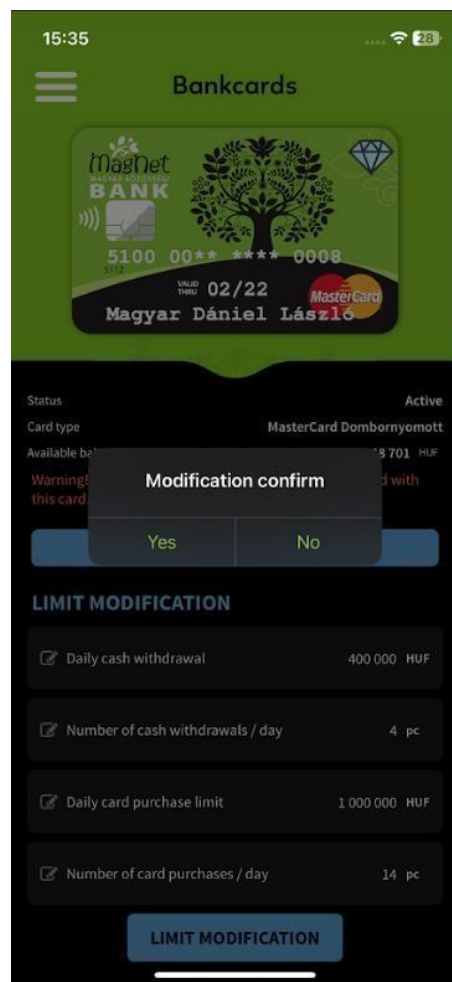 15:35
28
Bankcards
MagNet
MAGYAR KÖZÖSSÉGI
BANK
5100 00** **** 0008
5112
VALID THRU 02/22
MasterCard
Magyar Dániel László
Status Active
Card type MasterCard Dombornyomott
Available 8 701 HUF
Warning! with
this card
Modification confirm
Yes No
LIMIT MODIFICATION
Daily cash withdrawal 400 000 HUF
Number of cash withdrawals / day 4 pc
Daily card purchase limit 1 000 000 HUF
Number of card purchases / day 14 pc
LIMIT MODIFICATION